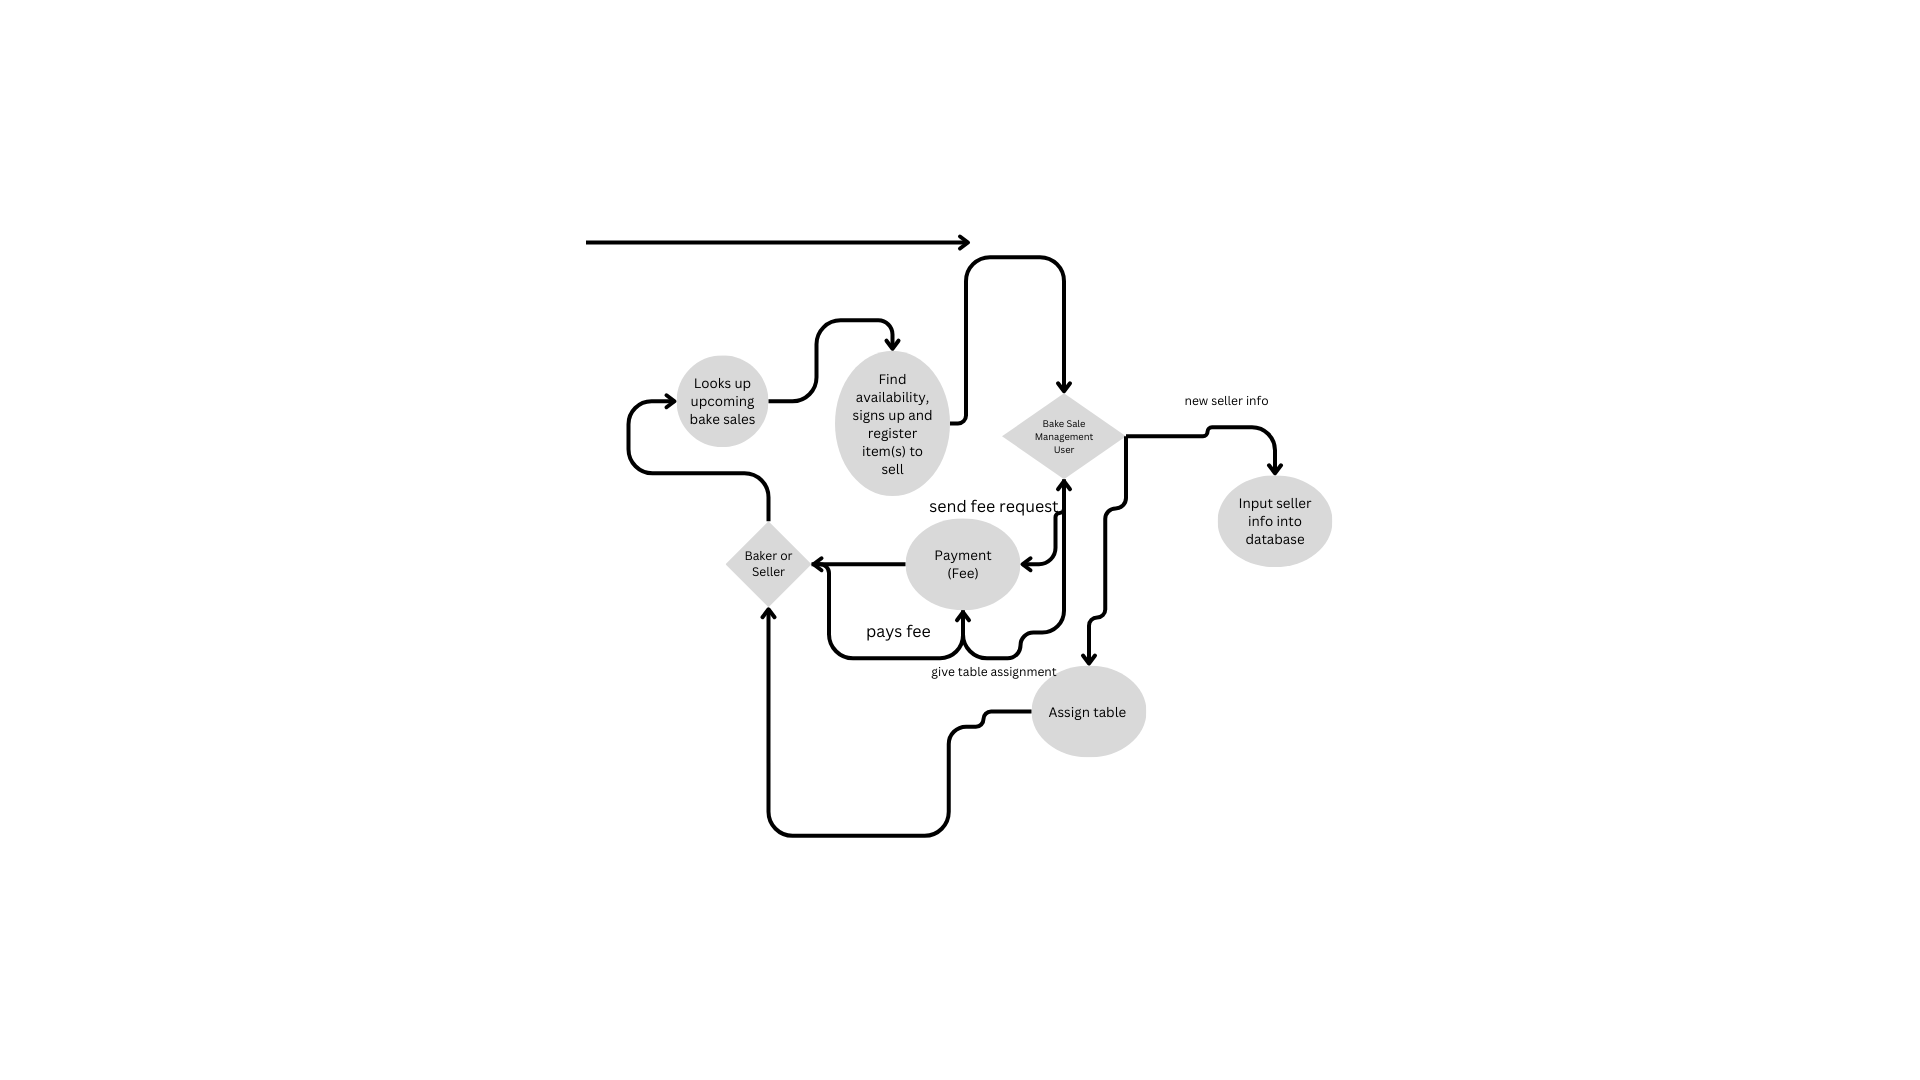 Looks up
upcoming
bake sales
Find
availability,
signs up and
register
item(s) to
sell
Bake Sale
Management
User
new seller info
Input seller
info into
database
send fee request
Baker or
Seller
Payment
(Fee)
pays fee
give table assignment
Assign table